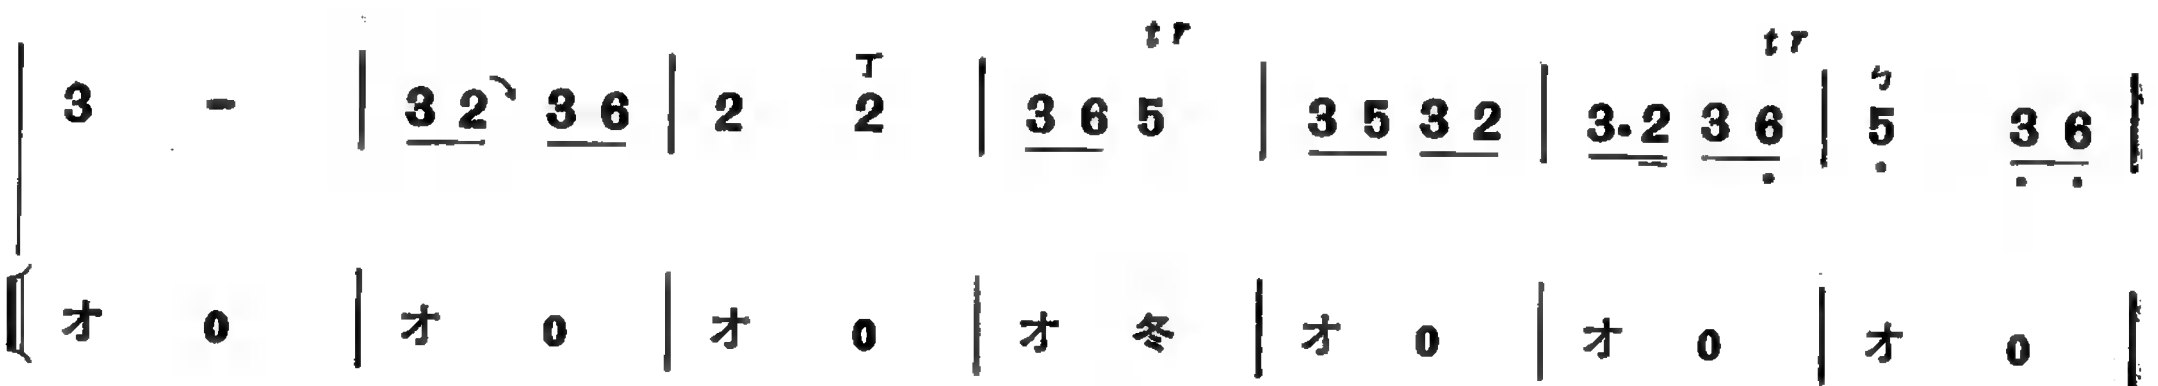 tr tr
丁 ㄅ
| 3 - | 3 2 3 6 | 2 2 | 3 6 5 | 3 5 3 2 | 3. 2 3 6 | 5 3 6 |
才 0 | 才 0 | 才 0 | 才 冬 | 才 0 | 才 0 | 才 0 |